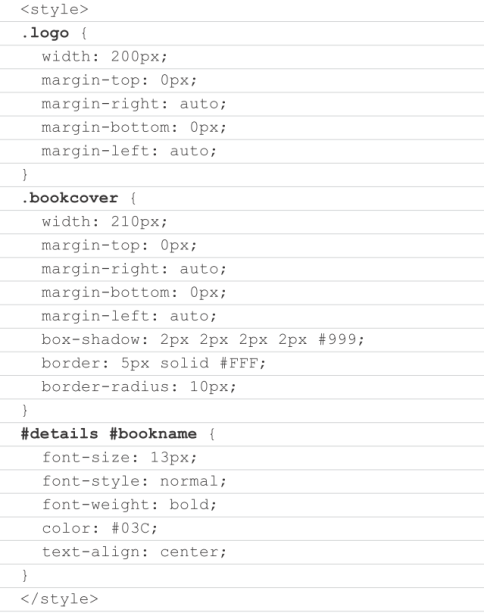 <style>
.logo {
width: 200px;
margin-top: 0px;
margin-right: auto;
margin-bottom: 0px;
margin-left: auto;
}
.bookcover {
width: 210px;
margin-top: 0px;
margin-right: auto;
margin-bottom: 0px;
margin-left: auto;
box-shadow: 2px 2px 2px 2px #999;
border: 5px solid #FFF;
border-radius: 10px;
}
#details #bookname {
font-size: 13px;
font-style: normal;
font-weight: bold;
color: #03C;
text-align: center;
}
</style>